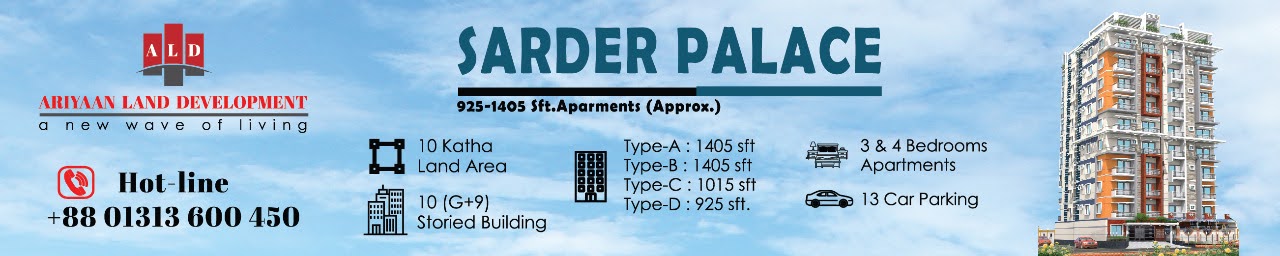 ALD
ARIYAAN LAND DEVELOPMENT
a new wave of living
Hot-line
+88 01313 600 450
SARDER PALACE
925-1405 Sft.Aparments (Approx.)
10 Katha
Land Area
10 (G+9)
Storied Building
Type-A : 1405 sft
Type-B : 1405 sft
Type-C : 1015 sft
Type-D : 925 sft.
3 & 4 Bedrooms
Apartments
13 Car Parking